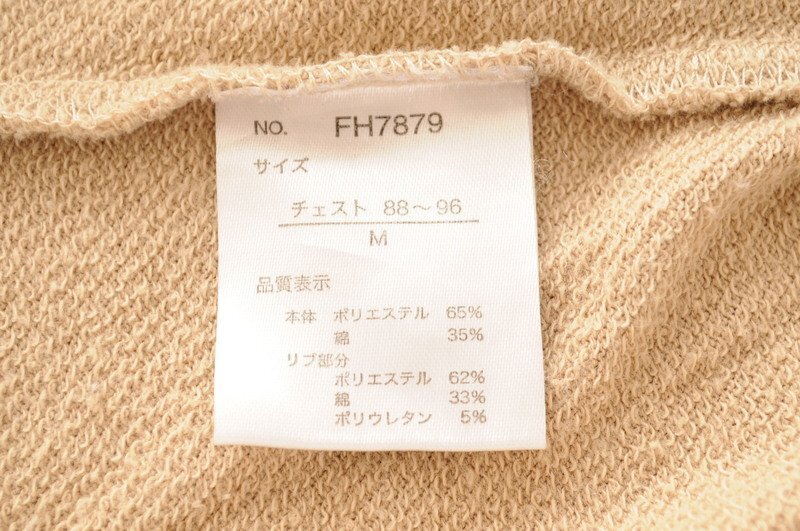 NO. FH7879
サイズ
チェスト 88～96
M
品質表示
本体 ポリエステル 65%
綿 35%
リブ部分
ポリエステル 62%
綿 33%
ポリウレタン 5%